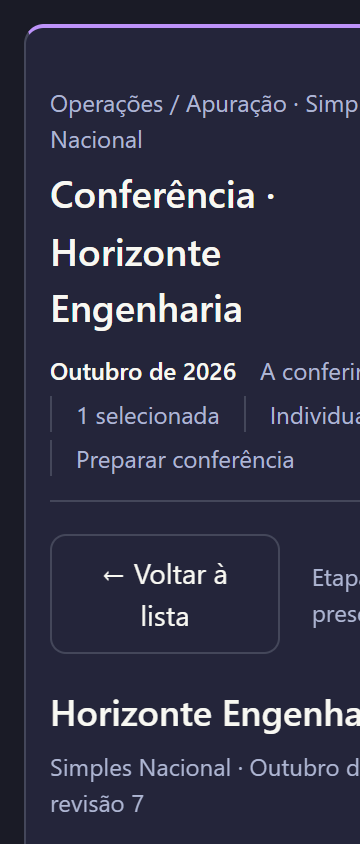 Operações / Apuração · Simp
Nacional
Conferência ·
Horizonte
Engenharia
Outubro de 2026 A conferir
1 selecionada Individua
Preparar conferência
← Voltar à
lista
Etapa
prese
Horizonte Engenha
Simples Nacional · Outubro d
revisão 7